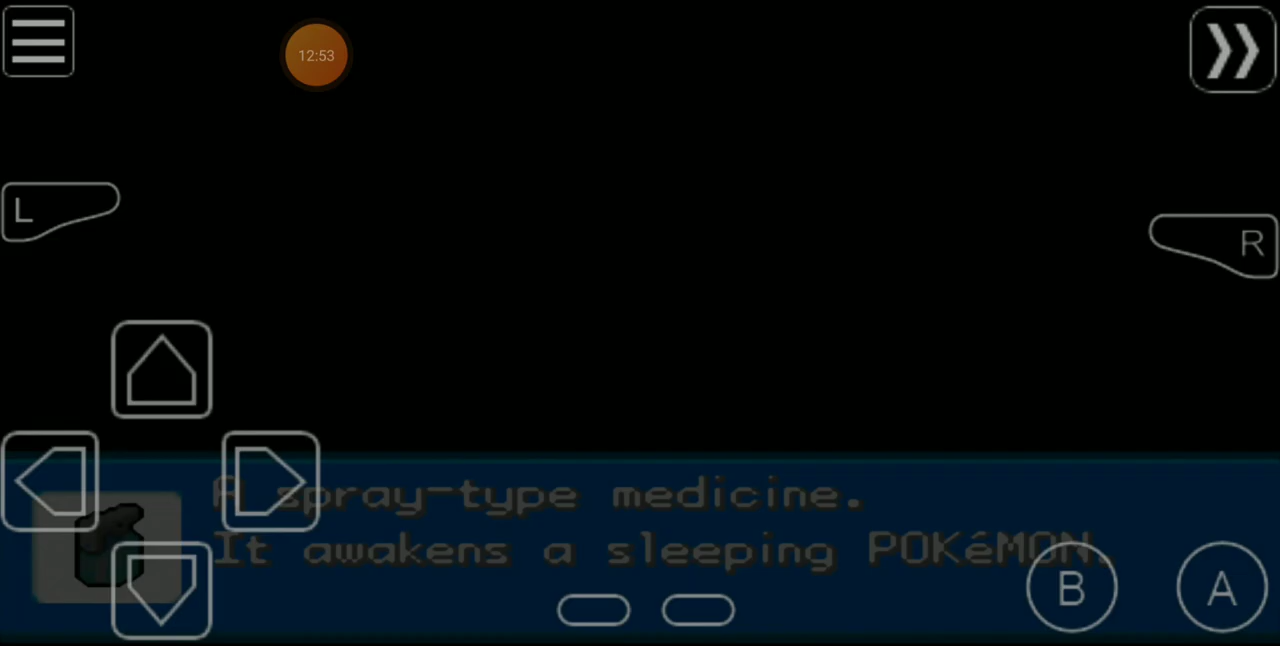 12:53
L
R
A spray-type medicine.
It awakens a sleeping POKéMON.
B
A